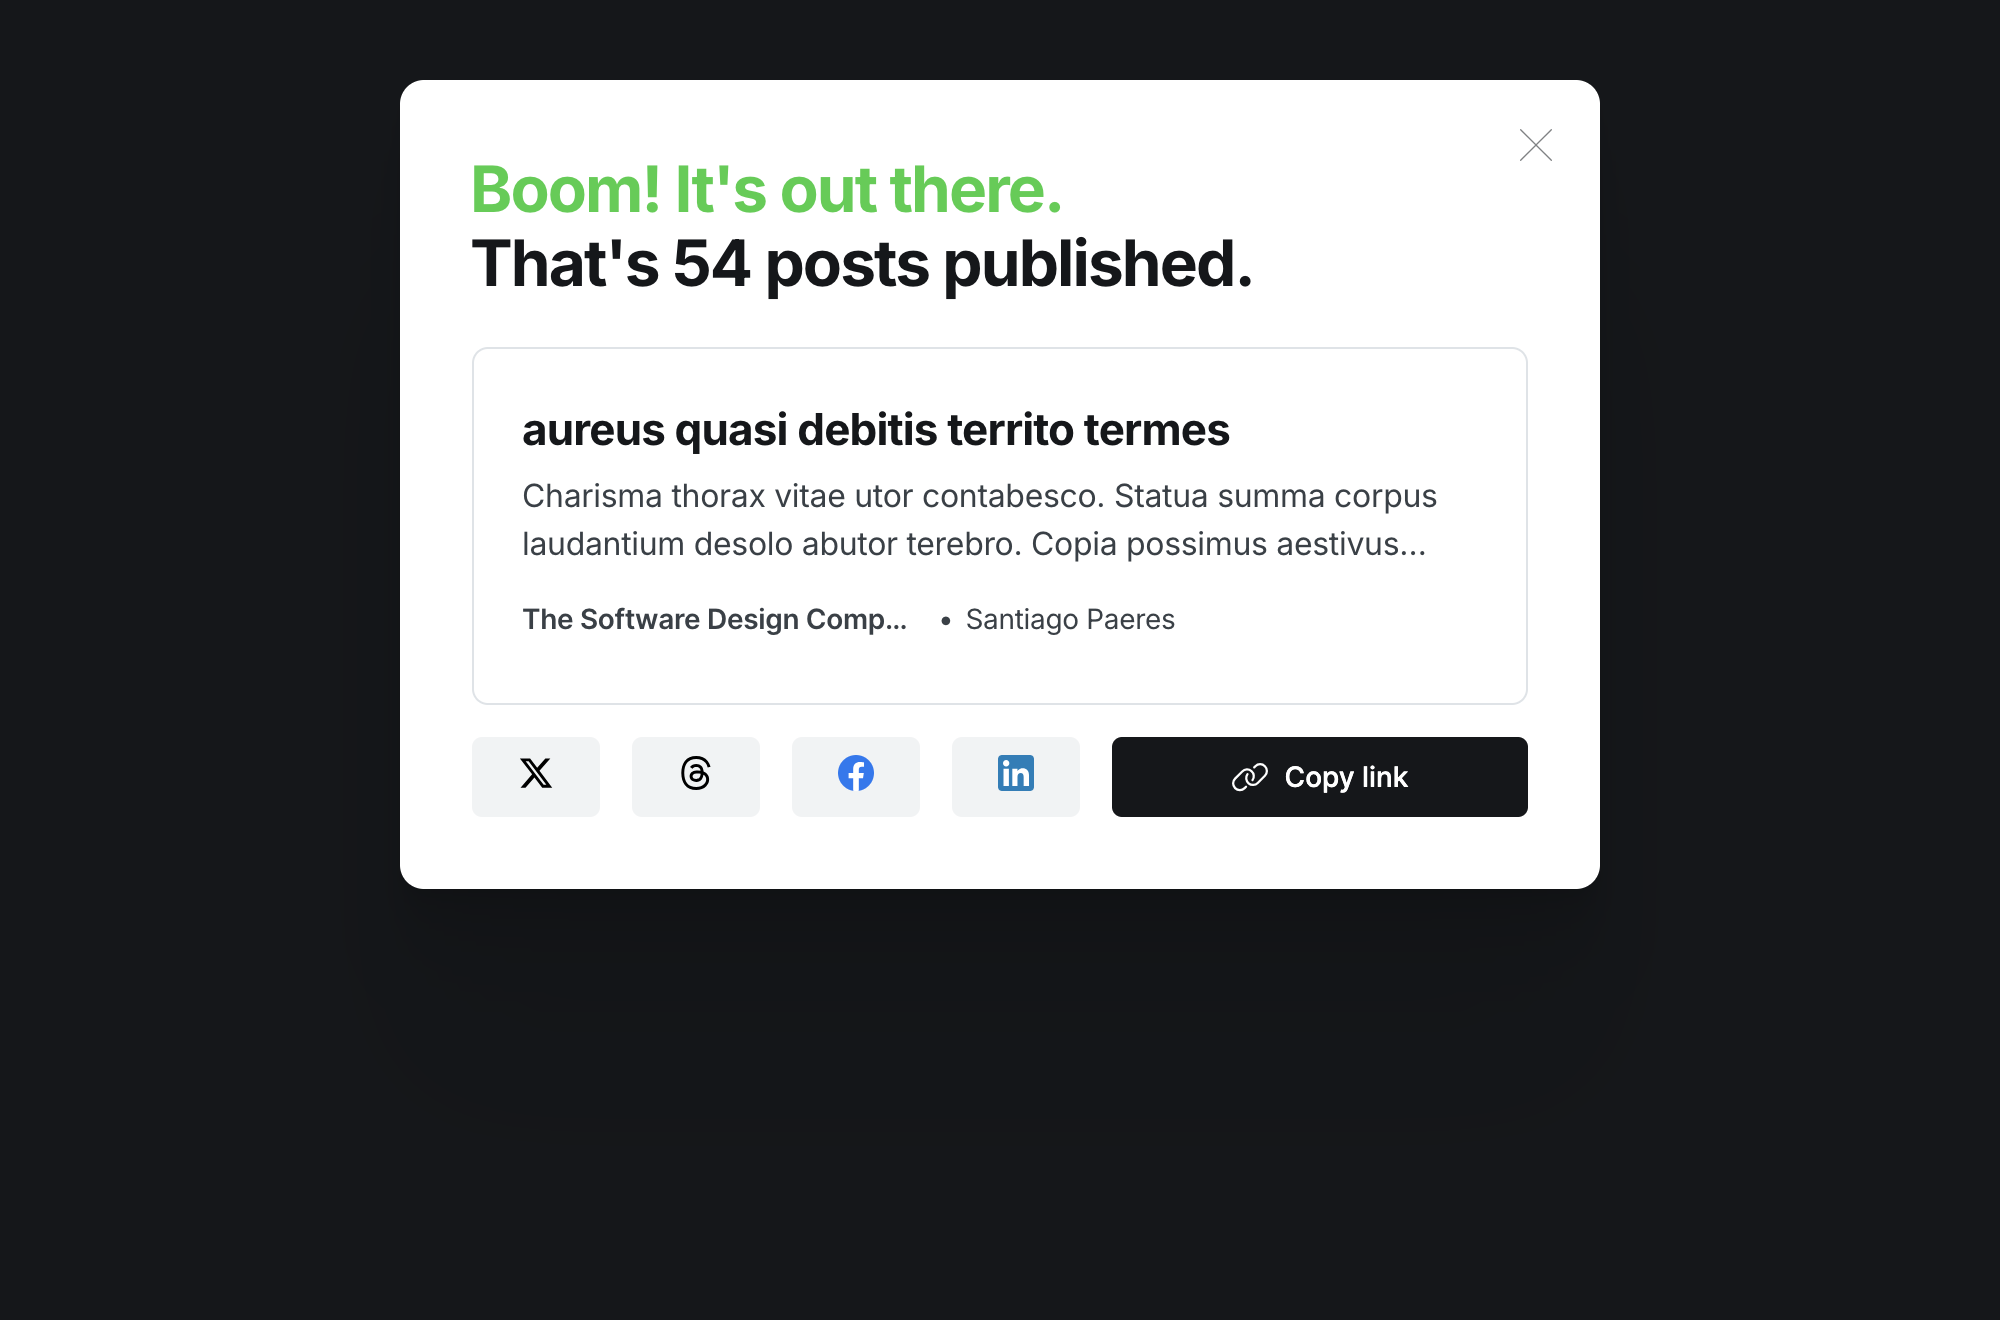 Boom! It's out there.
That's 54 posts published.
aureus quasi debitis territo termes
Charisma thorax vitae utor contabesco. Statua summa corpus
laudantium desolo abutor terebro. Copia possimus aestivus...
The Software Design Comp... • Santiago Paeres
Copy link